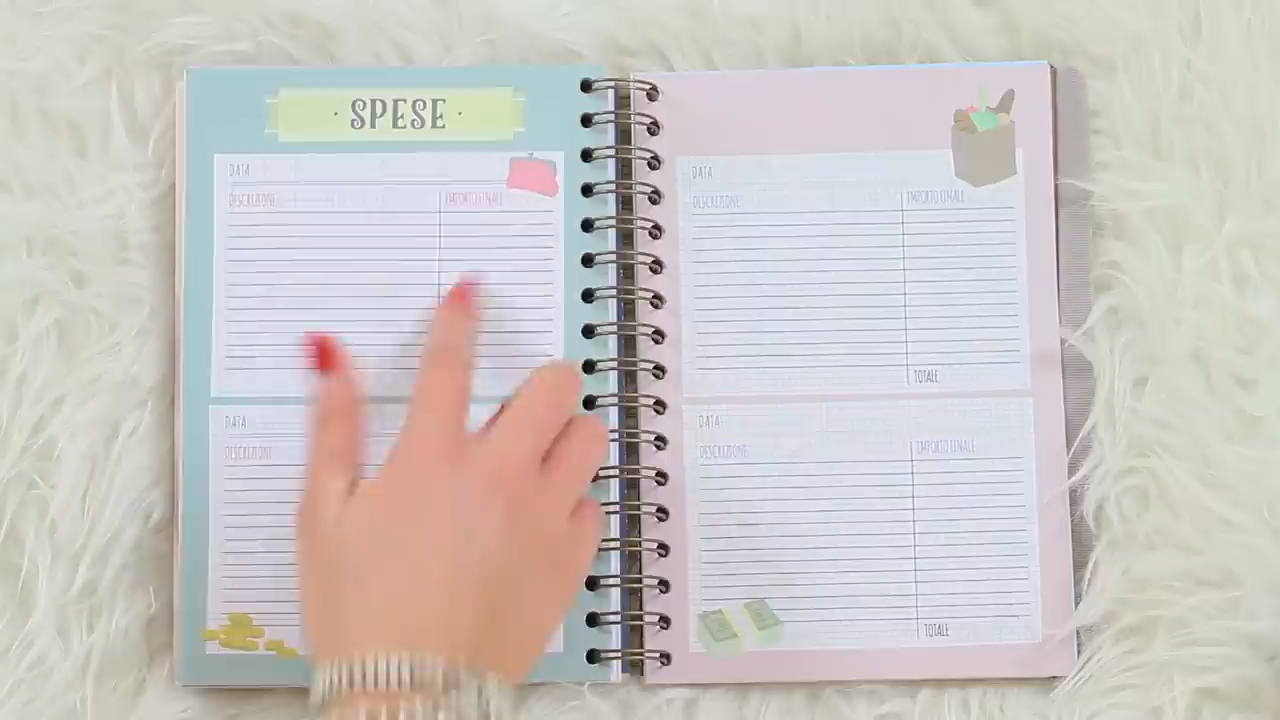 · SPESE ·
DATA
DESCRIZIONE IMPORTO FINALE
DATA
DESCRIZIONE
DATA
DESCRIZIONE IMPORTO FINALE
TOTALE
DATA
DESCRIZIONE IMPORTO FINALE
TOTALE